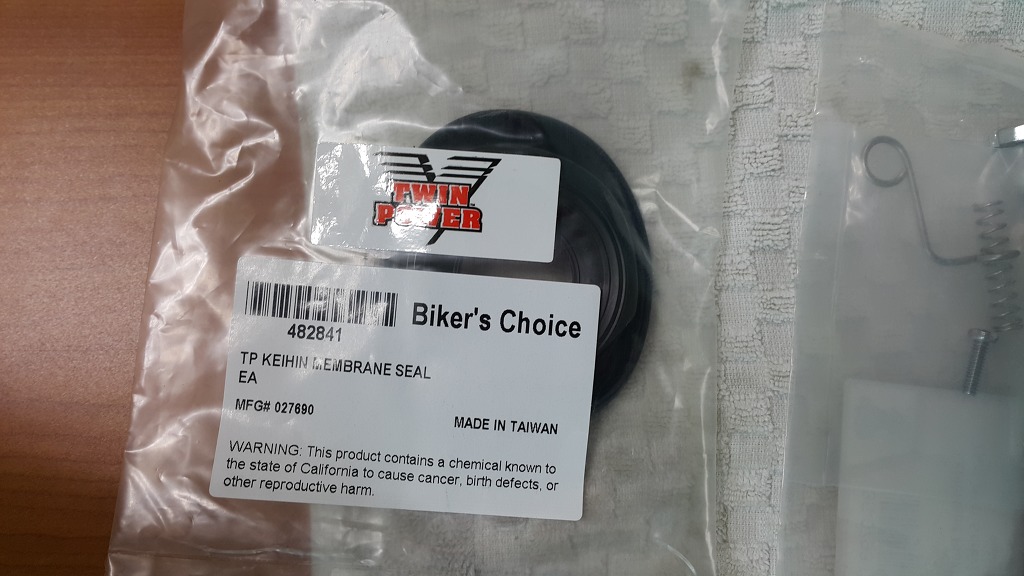 TWIN
POWER
Biker's Choice
482841
TP KEIHIN MEMBRANE SEAL
EA
MFG# 027690
MADE IN TAIWAN
WARNING: This product contains a chemical known to
the state of California to cause cancer, birth defects, or
other reproductive harm.